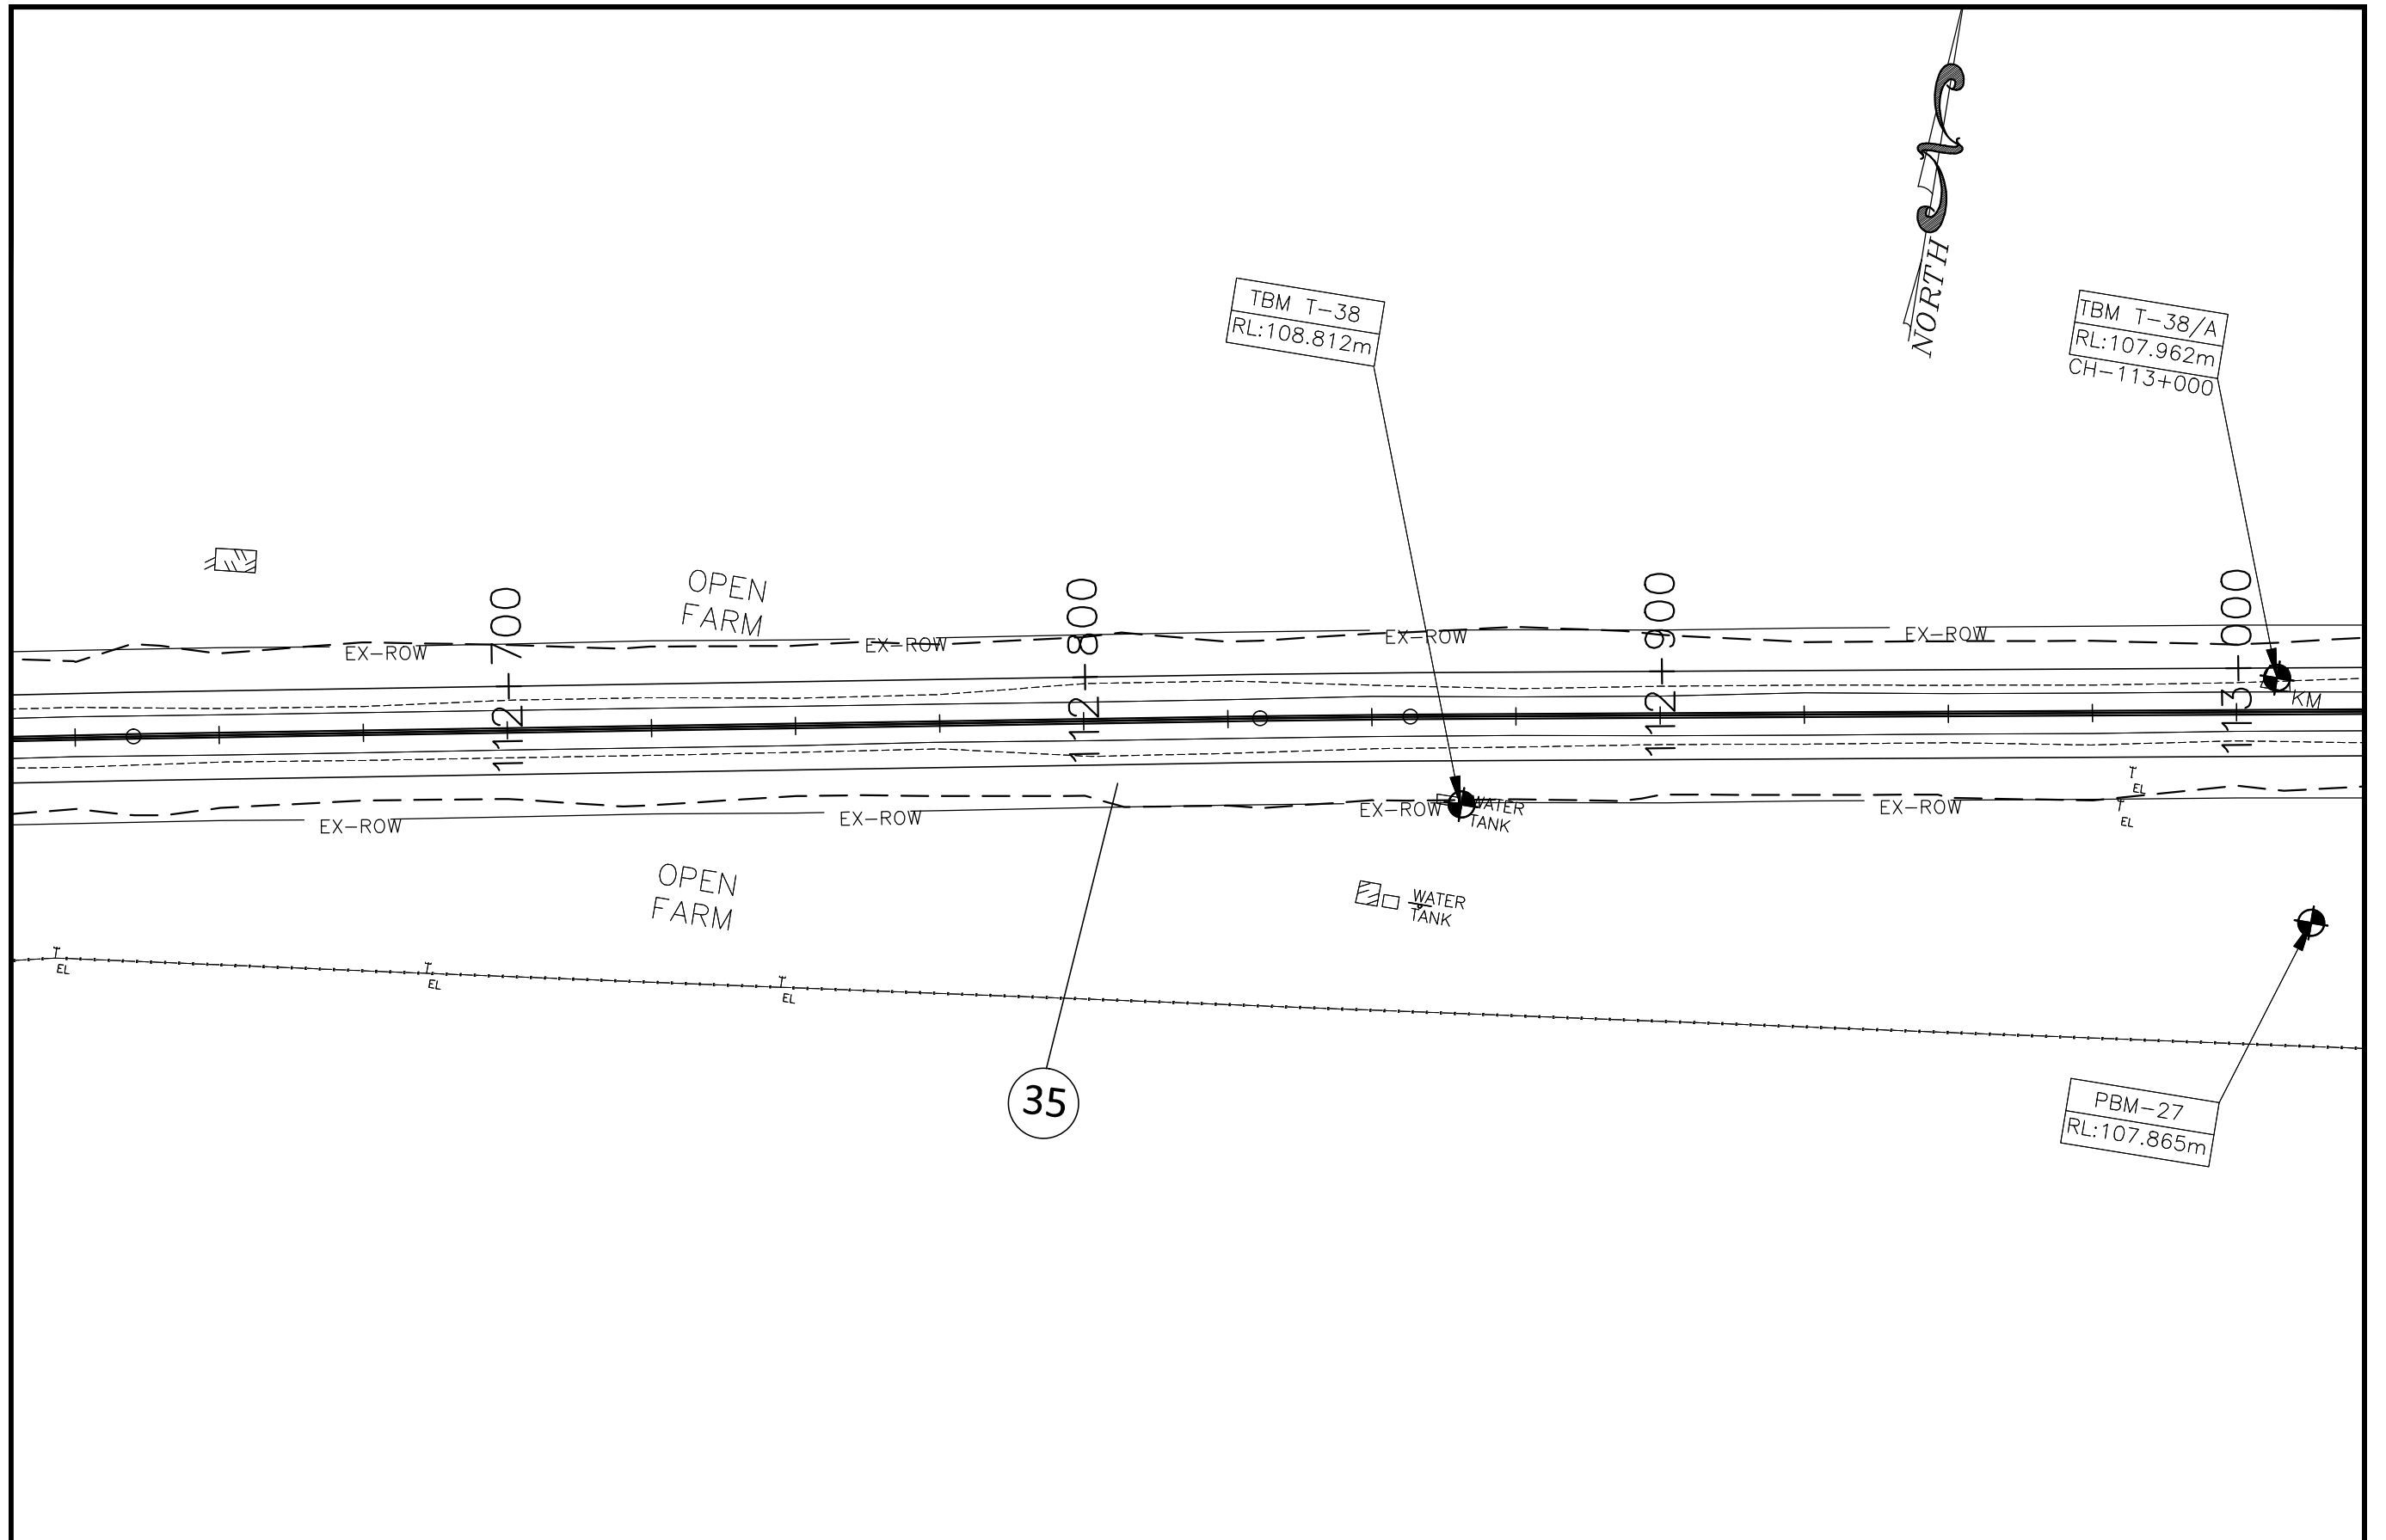 NORTH
TBM T-38
RL:108.812m
TBM T-38/A
RL:107.962m
CH-113+000
OPEN
FARM
112+700
112+800
112+900
113+000
EX-ROW
EX-ROW
EX-ROW
EX-ROW
KM
EX-ROW
EX-ROW
EX-ROW
EX-ROW
WATER
TANK
T
EL
T
EL
OPEN
FARM
WATER
TANK
T
EL
T
EL
T
EL
35
PBM-27
RL:107.865m